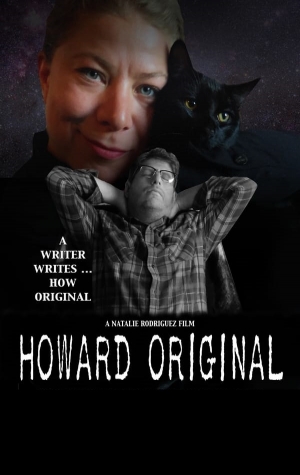 A
WRITER
WRITES ...
HOW
ORIGINAL
A NATALIE RODRIGUEZ FILM
HOWARD ORIGINAL